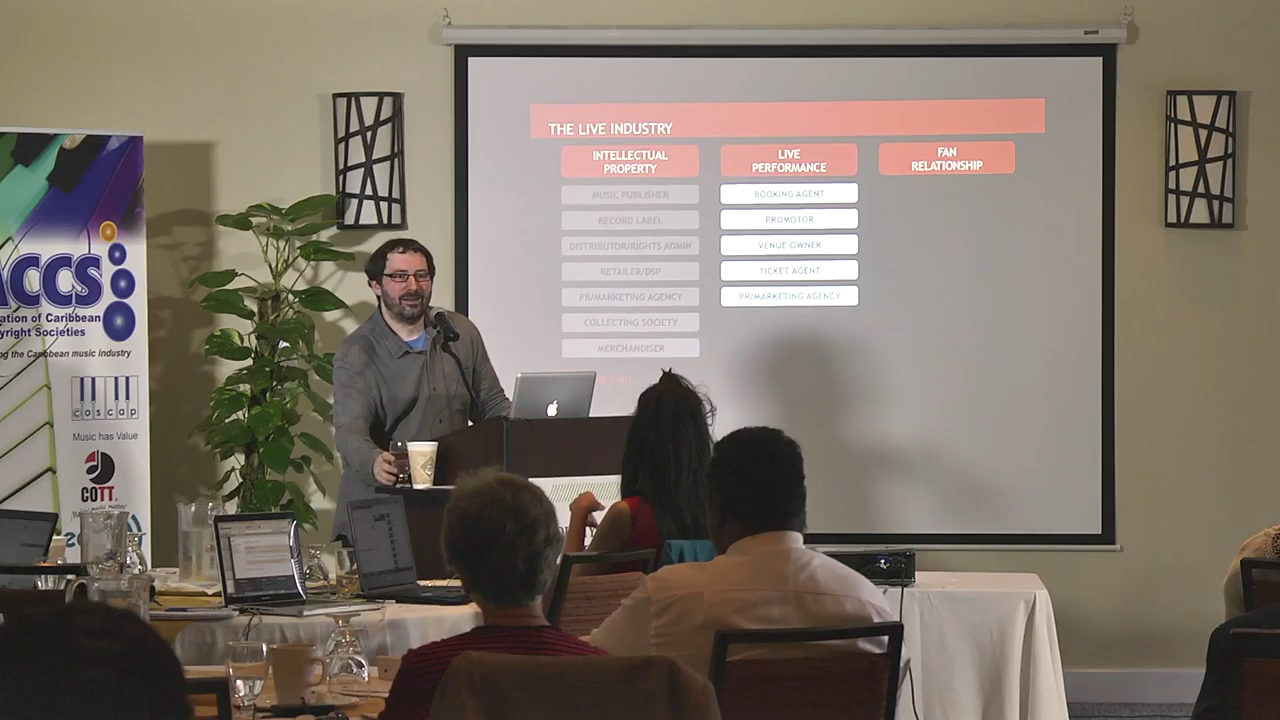 THE LIVE INDUSTRY
INTELLECTUAL
PROPERTY
MUSIC PUBLISHER
RECORD LABEL
DISTRIBUTOR/RIGHTS ADMIN
RETAILER/DSP
PR/MARKETING AGENCY
COLLECTING SOCIETY
MERCHANDISER
LIVE
PERFORMANCE
BOOKING AGENT
PROMOTOR
VENUE OWNER
TICKET AGENT
PR/MARKETING AGENCY
FAN
RELATIONSHIP
ACCS
ation of Caribbean
yright Societies
ng the Caribbean music industry
coscap
Music has Value
COTT